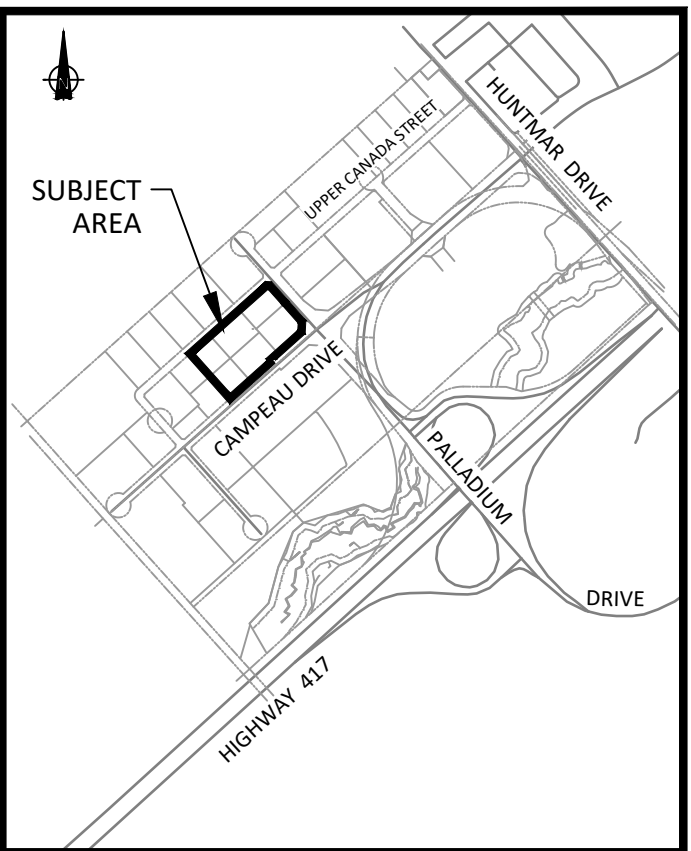 N
HUNTMAR DRIVE
UPPER CANADA STREET
SUBJECT
AREA
CAMPEAU DRIVE
PALLADIUM
DRIVE
HIGHWAY 417